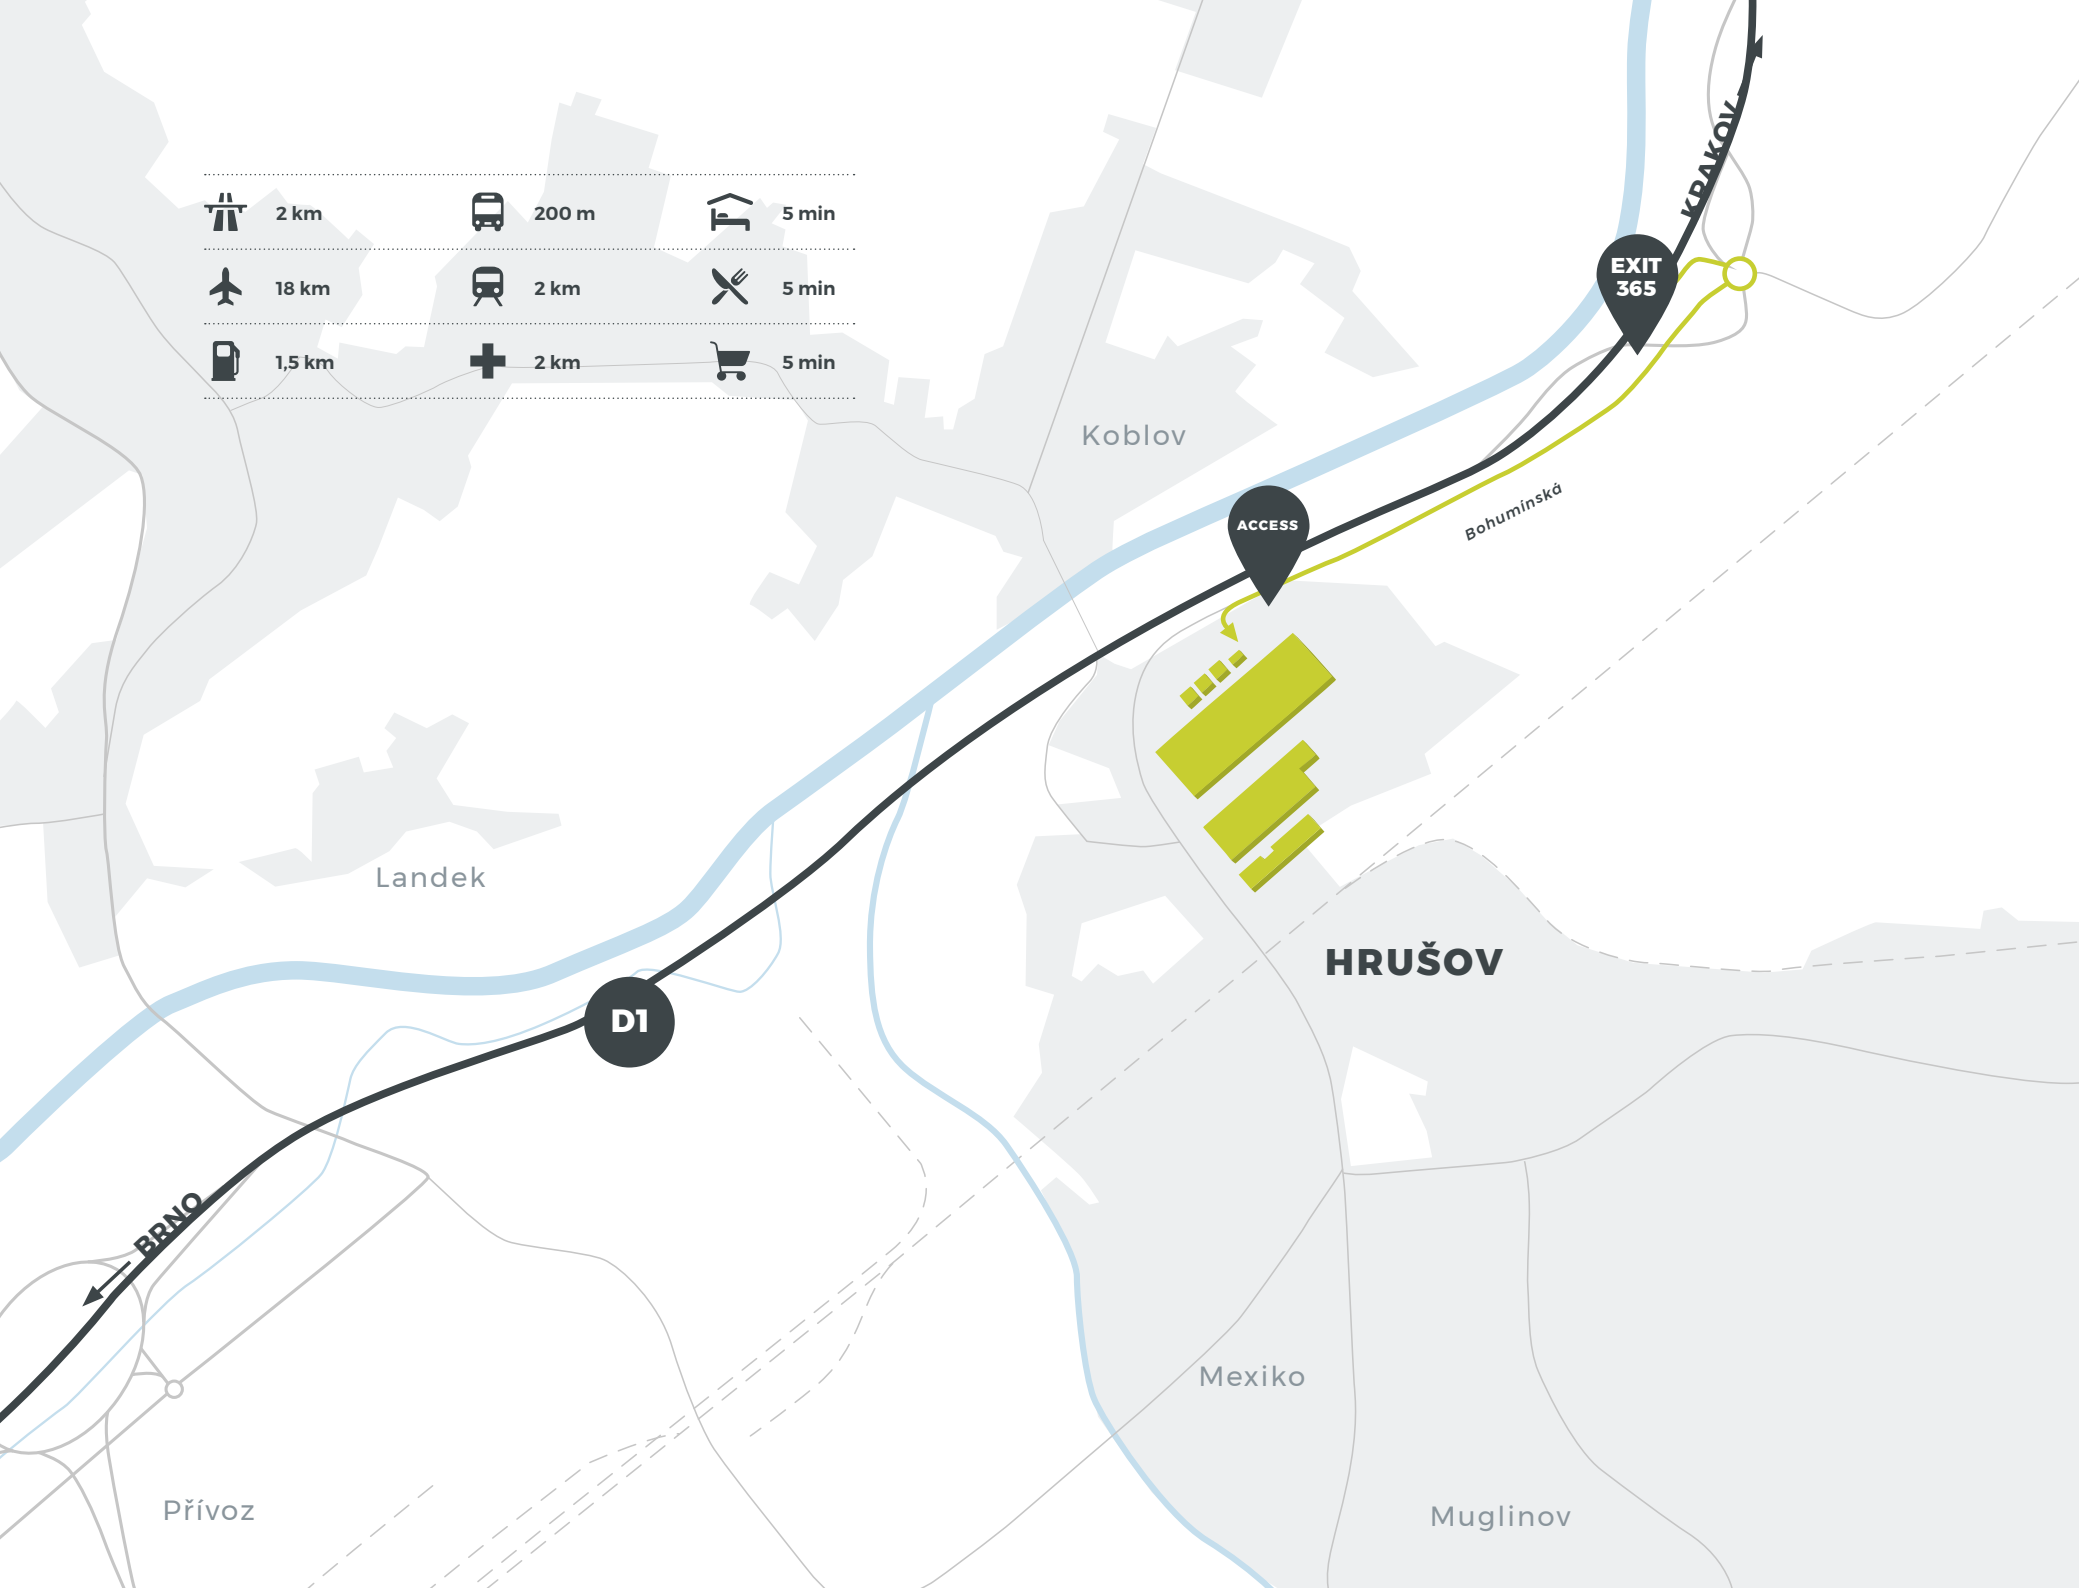 2 km
200 m
5 min
18 km
2 km
5 min
1,5 km
2 km
5 min
KRAKOV
EXIT
365
Koblov
ACCESS
Bohumínská
Landek
HRUŠOV
D1
BRNO
Mexiko
Přívoz
Muglinov